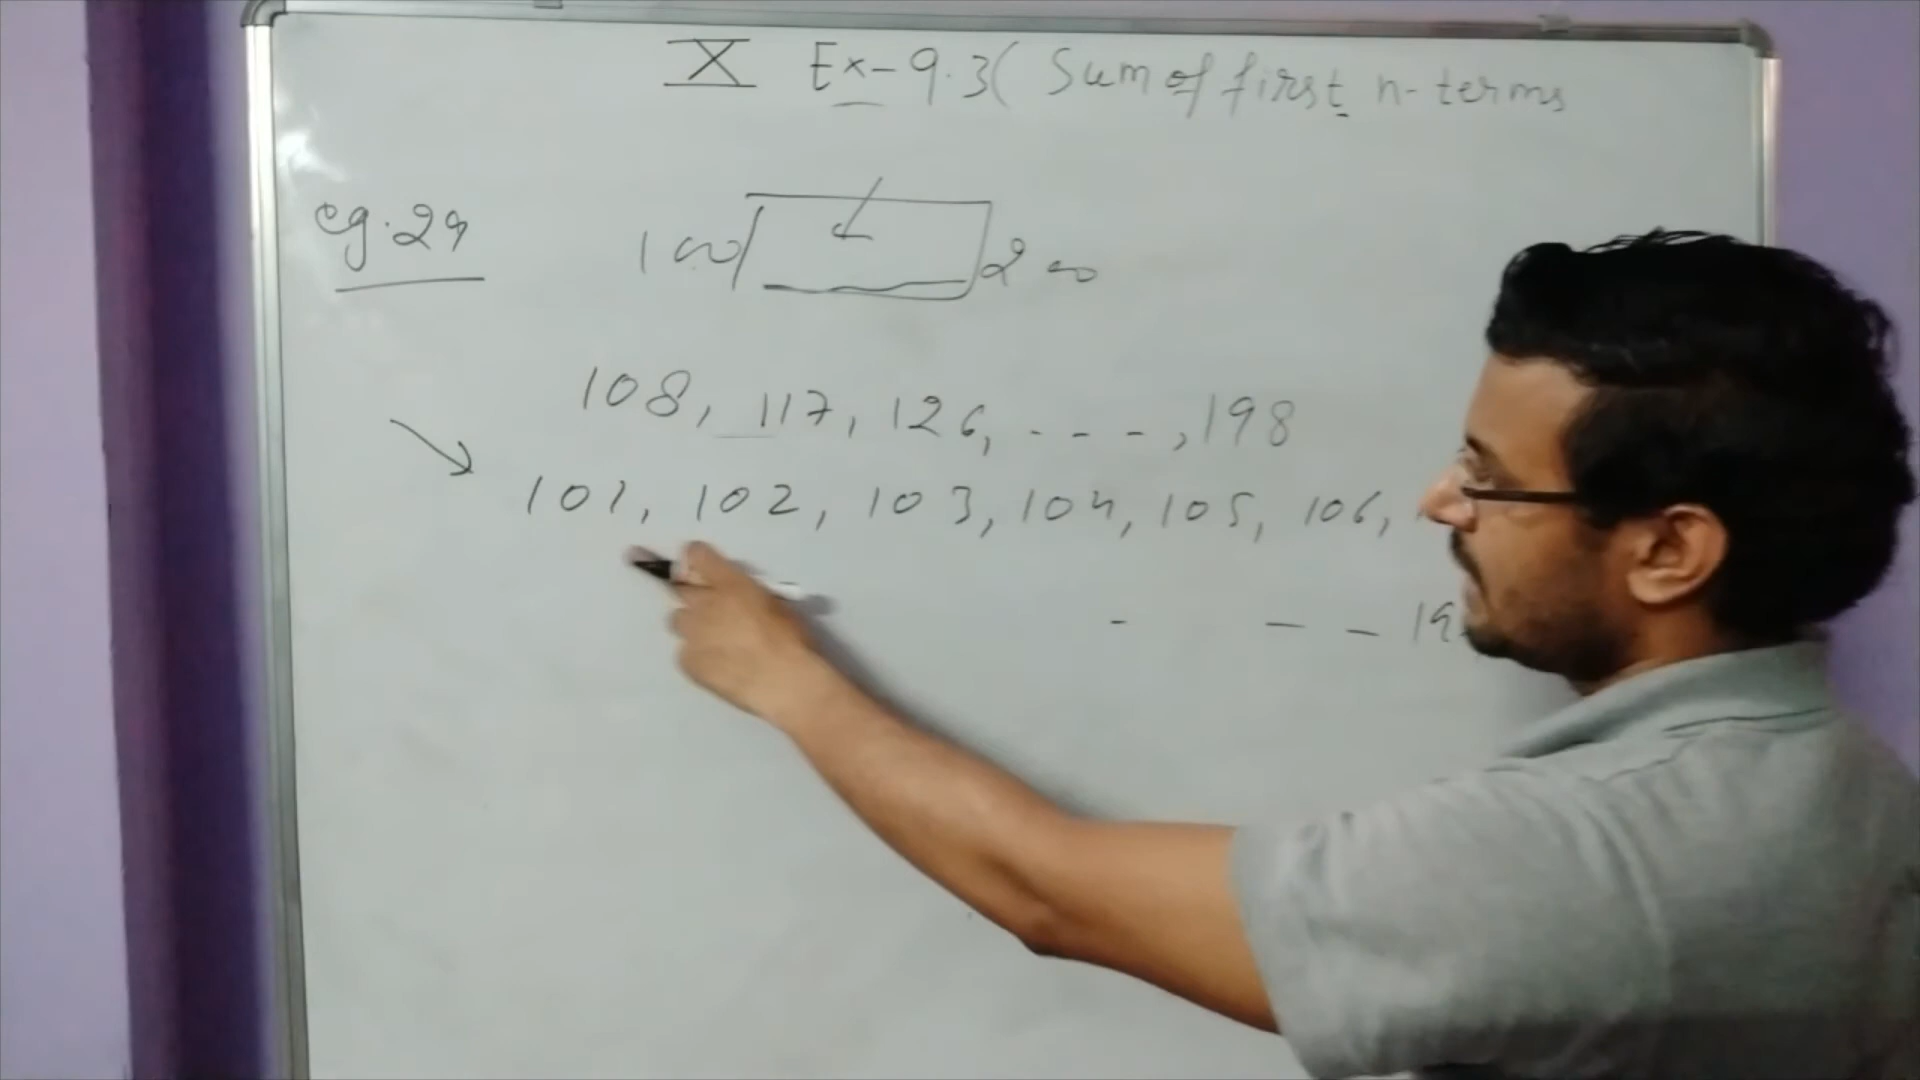 X Ex-9.3( Sum of first n-terms
eg.29
100 200
108, 117, 126, - - -, 198
101, 102, 103, 104, 105, 106,
- - - 19